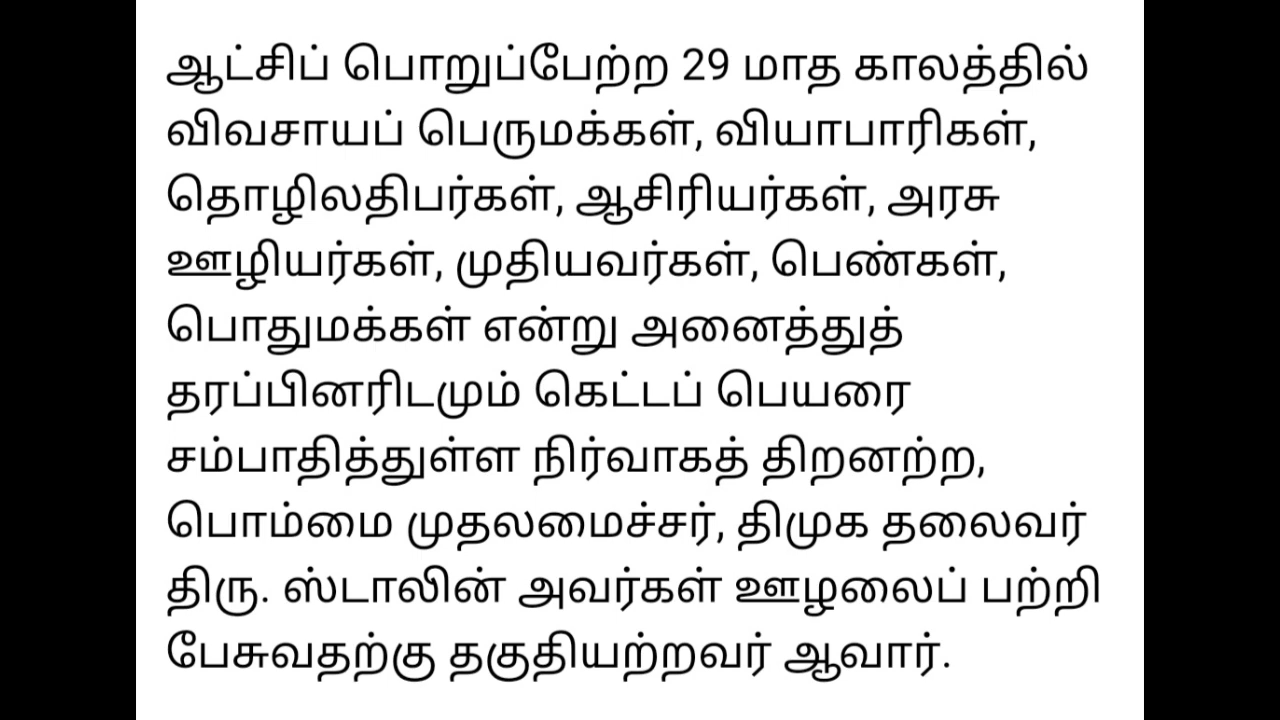 ஆட்சிப் பொறுப்பேற்ற 29 மாத காலத்தில்
விவசாயப் பெருமக்கள், வியாபாரிகள்,
தொழிலதிபர்கள், ஆசிரியர்கள், அரசு
ஊழியர்கள், முதியவர்கள், பெண்கள்,
பொதுமக்கள் என்று அனைத்துத்
தரப்பினரிடமும் கெட்டப் பெயரை
சம்பாதித்துள்ள நிர்வாகத் திறனற்ற,
பொம்மை முதலமைச்சர், திமுக தலைவர்
திரு. ஸ்டாலின் அவர்கள் ஊழலைப் பற்றி
பேசுவதற்கு தகுதியற்றவர் ஆவார்.